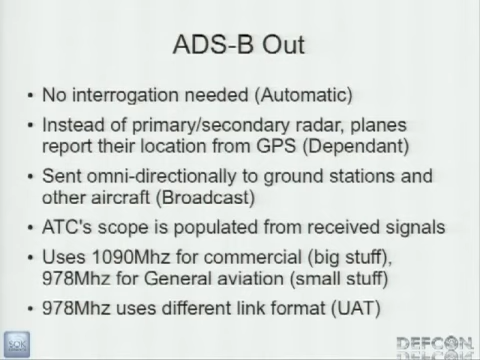 ADS-B Out
• No interrogation needed (Automatic)
• Instead of primary/secondary radar, planes
report their location from GPS (Dependant)
• Sent omni-directionally to ground stations and
other aircraft (Broadcast)
• ATC's scope is populated from received signals
• Uses 1090Mhz for commercial (big stuff),
978Mhz for General aviation (small stuff)
• 978Mhz uses different link format (UAT)
DEFCON